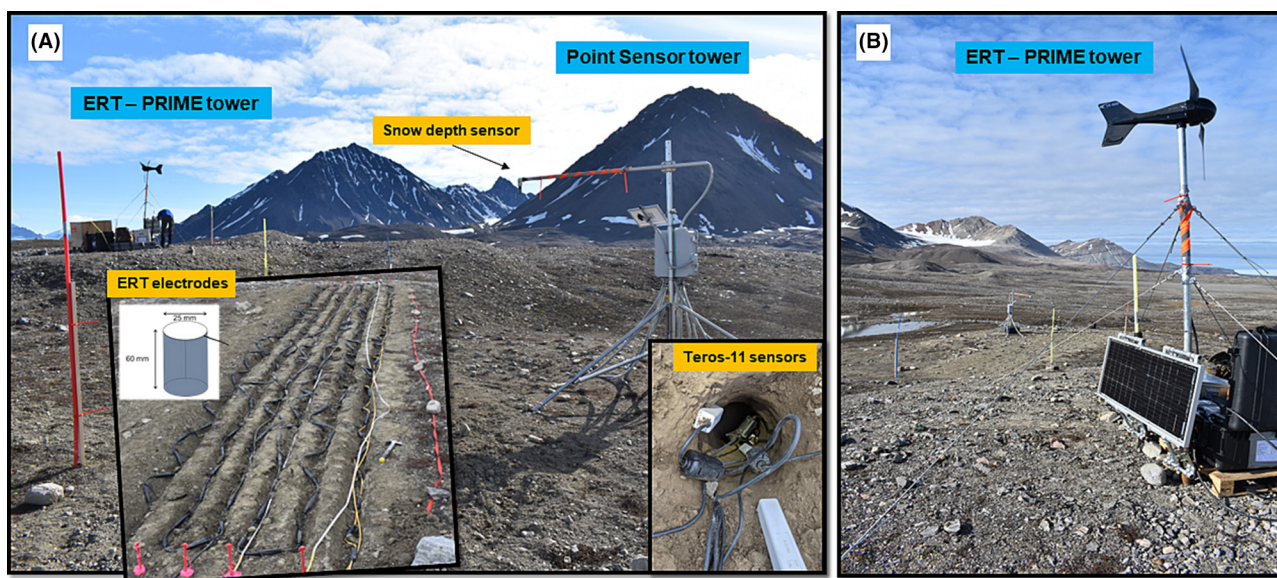 (A)
ERT – PRIME tower
Point Sensor tower
Snow depth sensor
ERT electrodes
25 mm
60 mm
Teros-11 sensors
(B)
ERT – PRIME tower